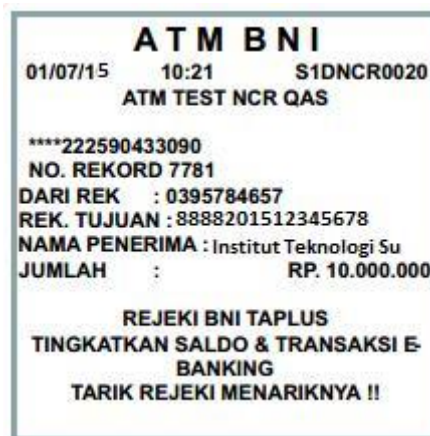 ATM BNI
01/07/15 10:21 S1DNCR0020
ATM TEST NCR QAS
****222590433090
NO. REKORD 7781
DARI REK : 0395784657
REK. TUJUAN : 8888201512345678
NAMA PENERIMA : Institut Teknologi Su
JUMLAH : RP. 10.000.000
REJEKI BNI TAPLUS
TINGKATKAN SALDO & TRANSAKSI E-
BANKING
TARIK REJEKI MENARIKNYA !!